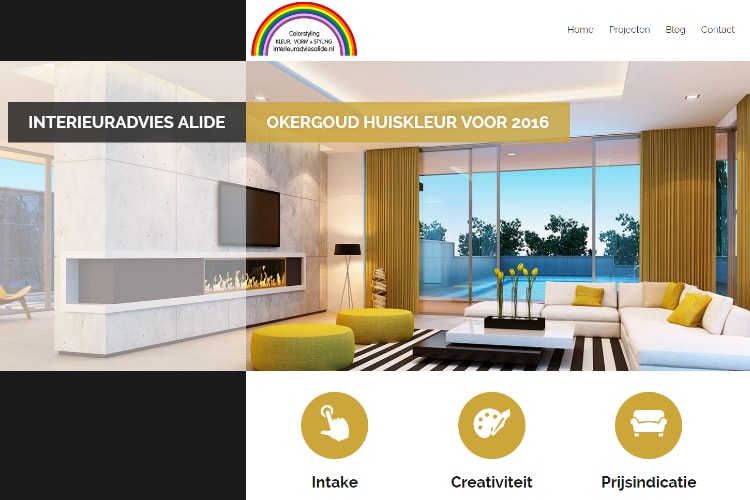 Colorstyling
KLEUR, VORM & STYLING
interieuradviesalide.nl
Home Projecten Blog Contact
INTERIEURADVIES ALIDE OKERGOUD HUISKLEUR VOOR 2016
Intake Creativiteit Prijsindicatie